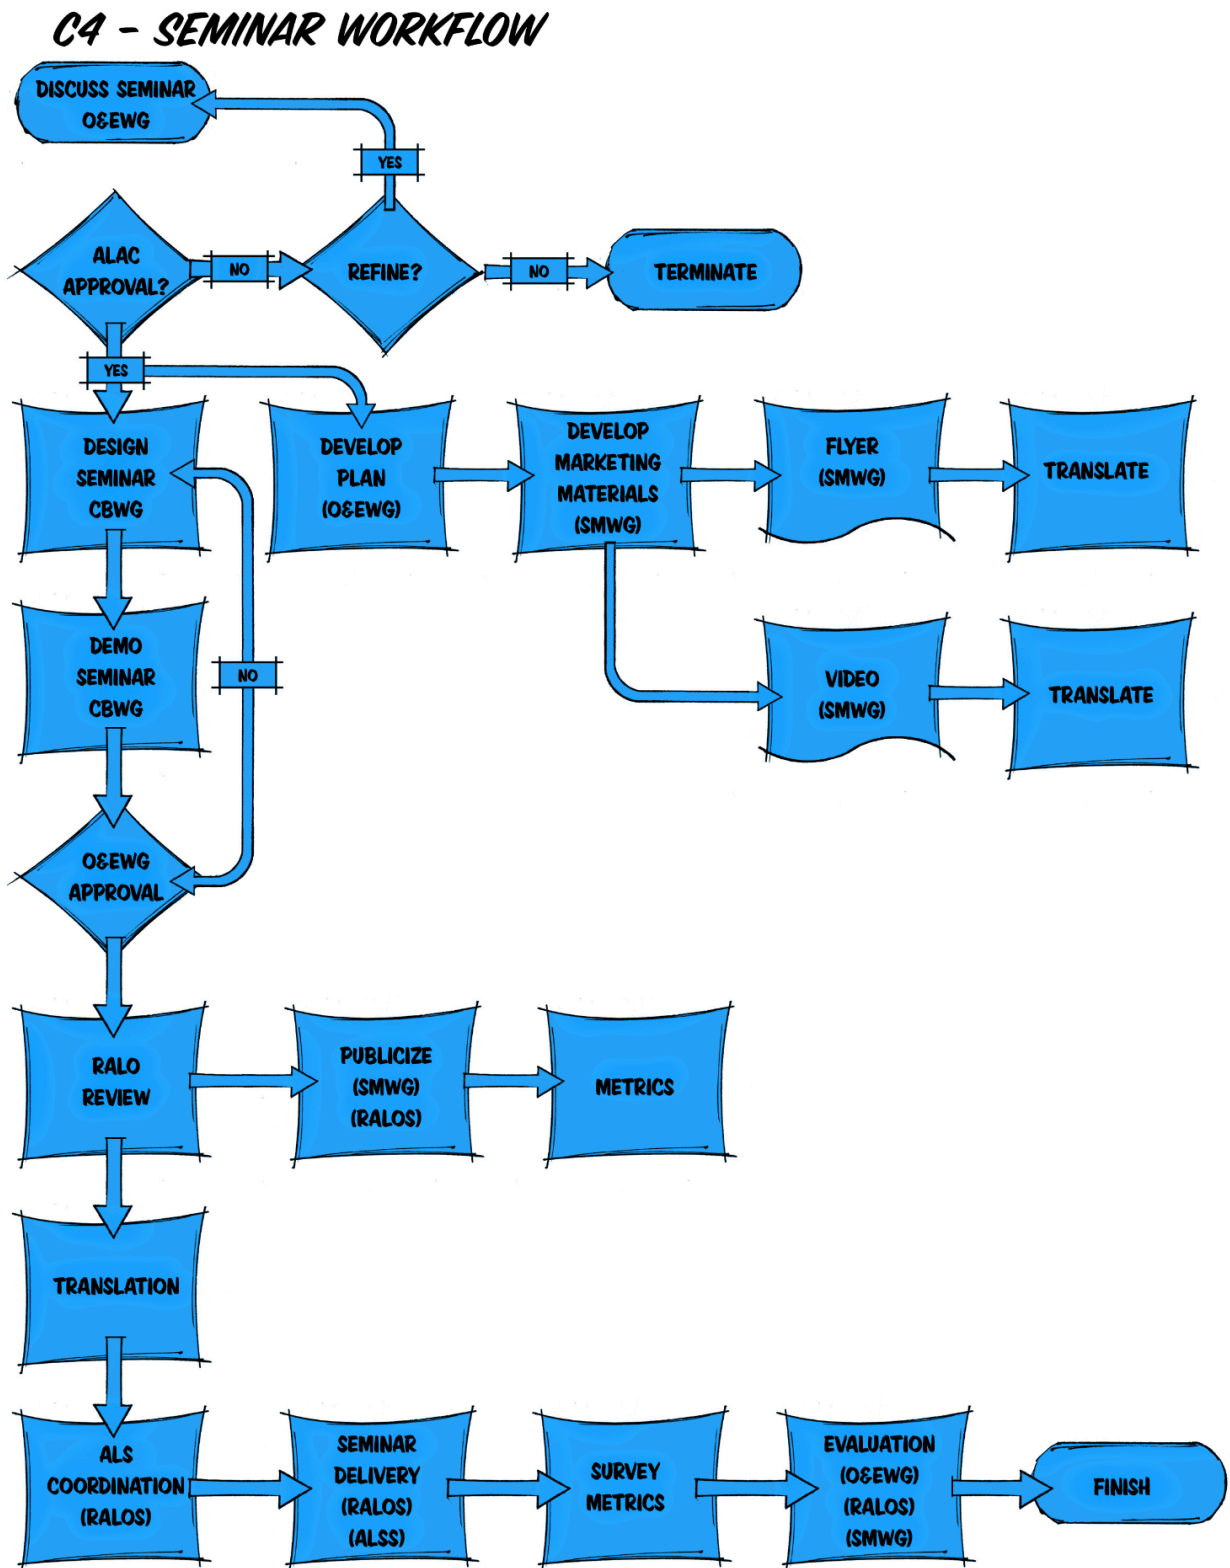 C4 - SEMINAR WORKFLOW
DISCUSS SEMINAR
O&EWG
YES
ALAC
APPROVAL?
NO
REFINE?
NO
TERMINATE
YES
DESIGN
SEMINAR
CBWG
DEVELOP
PLAN
(O&EWG)
DEVELOP
MARKETING
MATERIALS
(SMWG)
FLYER
(SMWG)
TRANSLATE
DEMO
SEMINAR
CBWG
NO
VIDEO
(SMWG)
TRANSLATE
O&EWG
APPROVAL
RALO
REVIEW
PUBLICIZE
(SMWG)
(RALOS)
METRICS
TRANSLATION
ALS
COORDINATION
(RALOS)
SEMINAR
DELIVERY
(RALOS)
(ALSS)
SURVEY
METRICS
EVALUATION
(O&EWG)
(RALOS)
(SMWG)
FINISH